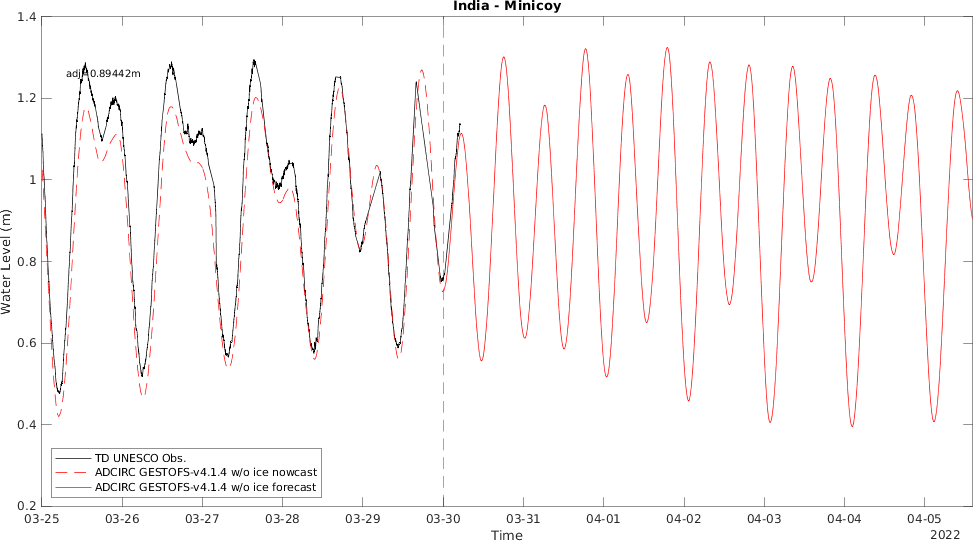 India - Minicoy
1.4
1.2
1
0.8
0.6
0.4
0.2
Water Level (m)
adj=0.89442m
TD UNESCO Obs.
ADCIRC GESTOFS-v4.1.4 w/o ice nowcast
ADCIRC GESTOFS-v4.1.4 w/o ice forecast
03-25 03-26 03-27 03-28 03-29 03-30 03-31 04-01 04-02 04-03 04-04 04-05
Time
2022